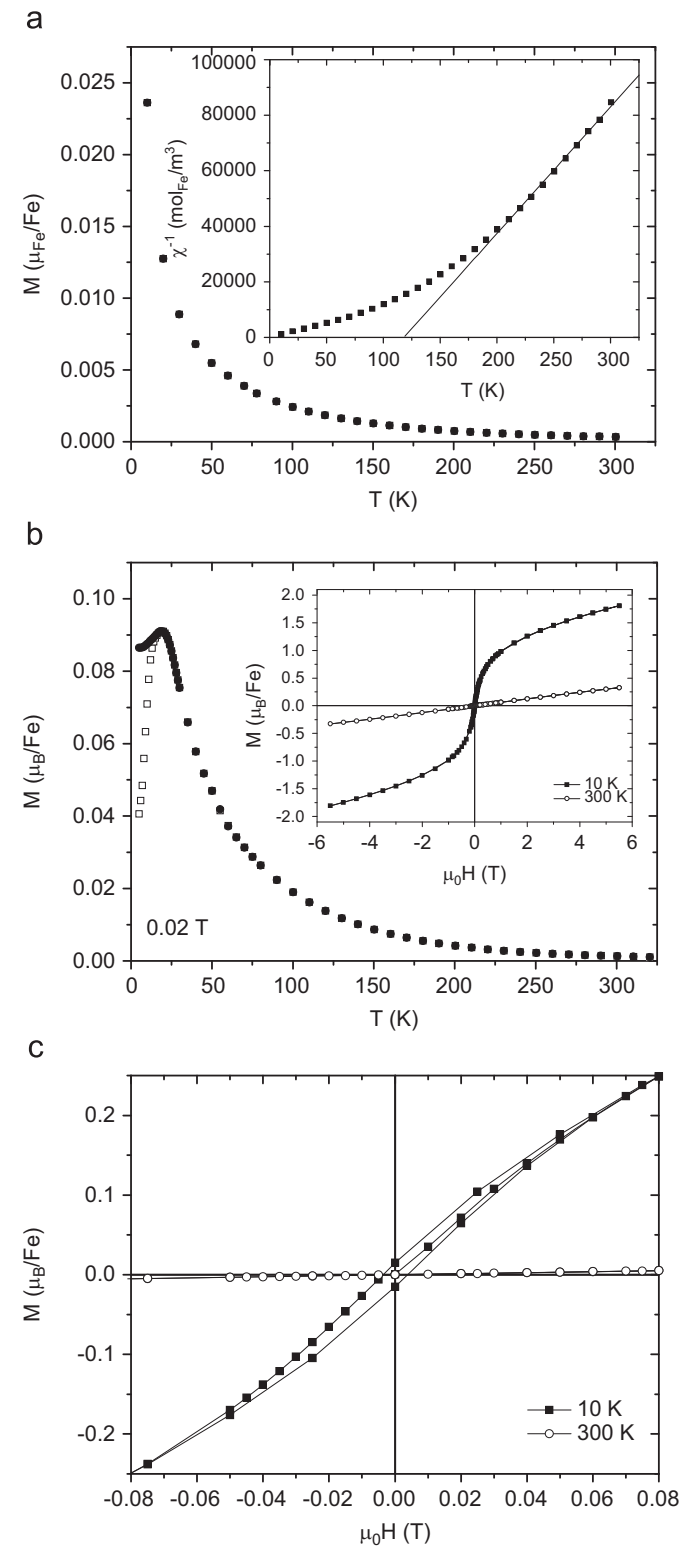 a
M (μFe/Fe)
0.025
0.020
0.015
0.010
0.005
0.000
0 50 100 150 200 250 300
T (K)
χ⁻¹ (molFe/m³)
100000
80000
60000
40000
20000
0
0 50 100 150 200 250 300
T (K)
b
M (μB/Fe)
0.10
0.08
0.06
0.04
0.02
0.00
0.02 T
0 50 100 150 200 250 300
T (K)
M (μB/Fe)
2.0
1.5
1.0
0.5
0.0
-0.5
-1.0
-1.5
-2.0
10 K
300 K
-6 -4 -2 0 2 4 6
μ₀H (T)
c
M (μB/Fe)
0.2
0.1
0.0
-0.1
-0.2
10 K
300 K
-0.08 -0.06 -0.04 -0.02 0.00 0.02 0.04 0.06 0.08
μ₀H (T)